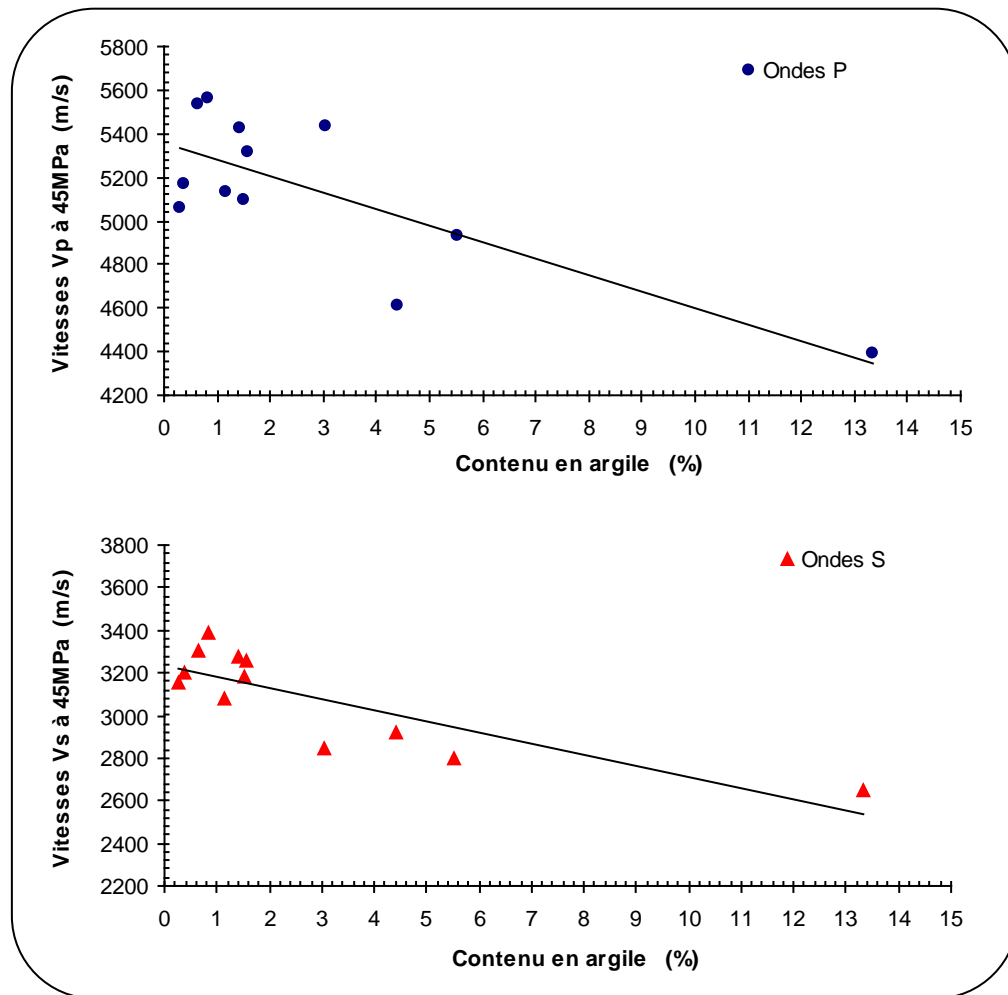 Vitesses Vp à 45MPa (m/s)
5800
5600
5400
5200
5000
4800
4600
4400
4200
Ondes P
0 1 2 3 4 5 6 7 8 9 10 11 12 13 14 15
Contenu en argile (%)
Vitesses Vs à 45MPa (m/s)
3800
3600
3400
3200
3000
2800
2600
2400
2200
Ondes S
0 1 2 3 4 5 6 7 8 9 10 11 12 13 14 15
Contenu en argile (%)